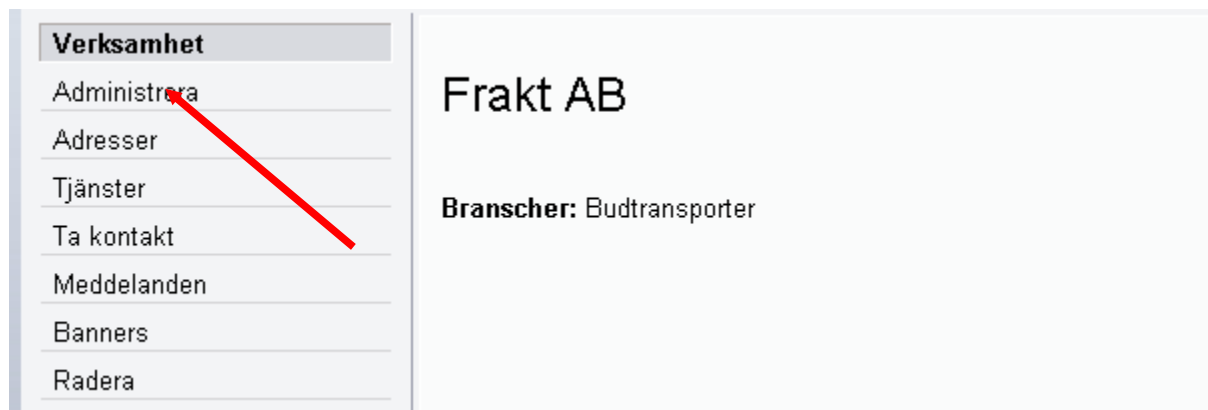 Verksamhet
Administrera
Adresser
Tjänster
Ta kontakt
Meddelanden
Banners
Radera
Frakt AB
Branscher: Budtransporter